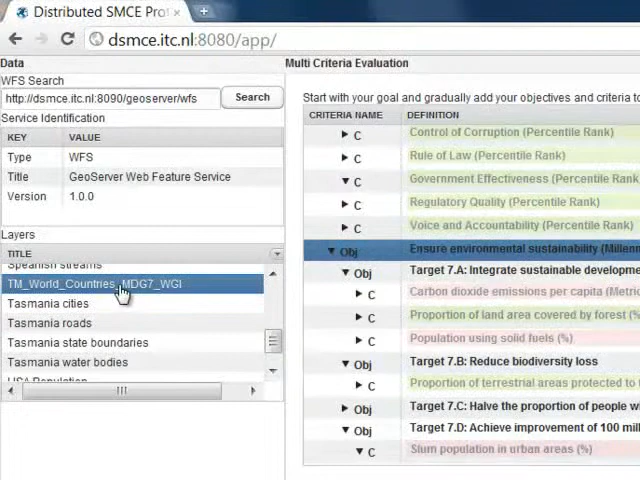 Distributed SMCE Prot
dsmce.itc.nl:8080/app/
Data
Multi Criteria Evaluation
WFS Search
http://dsmce.itc.nl:8090/geoserver/wfs
Search
Service Identification
KEY VALUE
Type WFS
Title GeoServer Web Feature Service
Version 1.0.0
Layers
TITLE
Spearfish streams
TM_World_Countries_MDG7_WGI
Tasmania cities
Tasmania roads
Tasmania state boundaries
Tasmania water bodies
USA Population
Start with your goal and gradually add your objectives and criteria to
CRITERIA NAME DEFINITION
C Control of Corruption (Percentile Rank)
C Rule of Law (Percentile Rank)
C Government Effectiveness (Percentile Rank
C Regulatory Quality (Percentile Rank)
C Voice and Accountability (Percentile Rank)
Obj Ensure environmental sustainability (Millenn
Obj Target 7.A: Integrate sustainable developme
C Carbon dioxide emissions per capita (Metric
C Proportion of land area covered by forest (%
C Population using solid fuels (%)
Obj Target 7.B: Reduce biodiversity loss
C Proportion of terrestrial areas protected to t
Obj Target 7.C: Halve the proportion of people wi
Obj Target 7.D: Achieve improvement of 100 mill
C Slum population in urban areas (%)